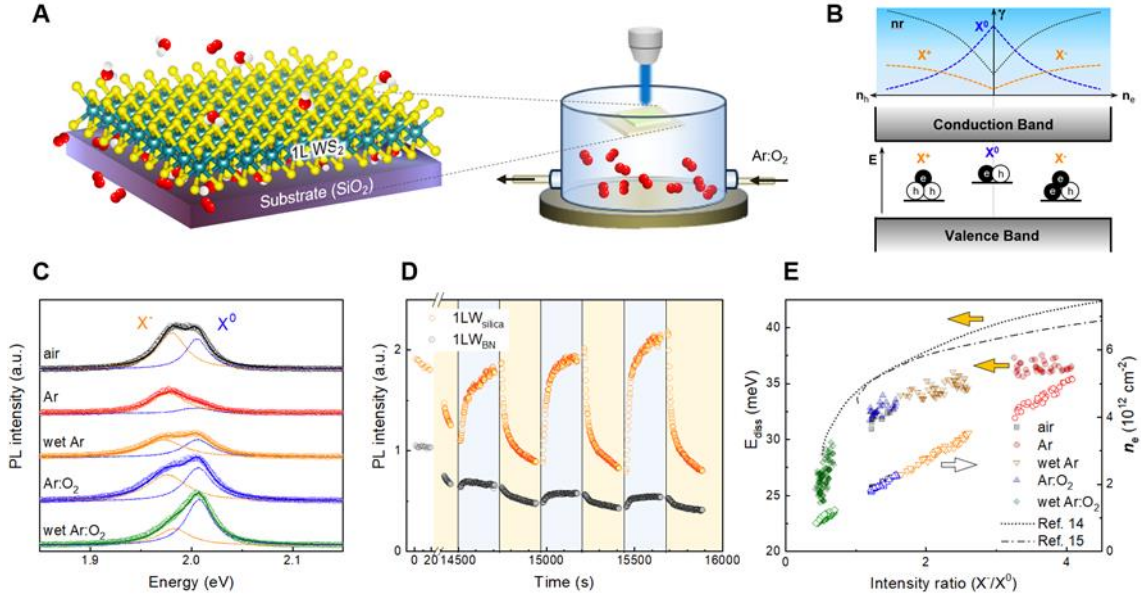 A
1L WS2
Substrate (SiO2)
Ar:O2
B
nr
X0
γ
X+
X-
nh
ne
Conduction Band
E
X+
X0
X-
e
h h
e h
e
e h
Valence Band
C
X-
X0
air
Ar
wet Ar
Ar:O2
wet Ar:O2
PL intensity (a.u.)
1.9 2.0 2.1
Energy (eV)
D
1LWsilica
1LWBN
PL intensity (a.u.)
2
1
0
0 20 14500 15000 15500 16000
Time (s)
E
Ediss (meV)
40
35
30
25
20
ne (10^12 cm-2)
6
4
2
0
air
Ar
wet Ar
Ar:O2
wet Ar:O2
Ref. 14
Ref. 15
0 2 4
Intensity ratio (X-/X0)